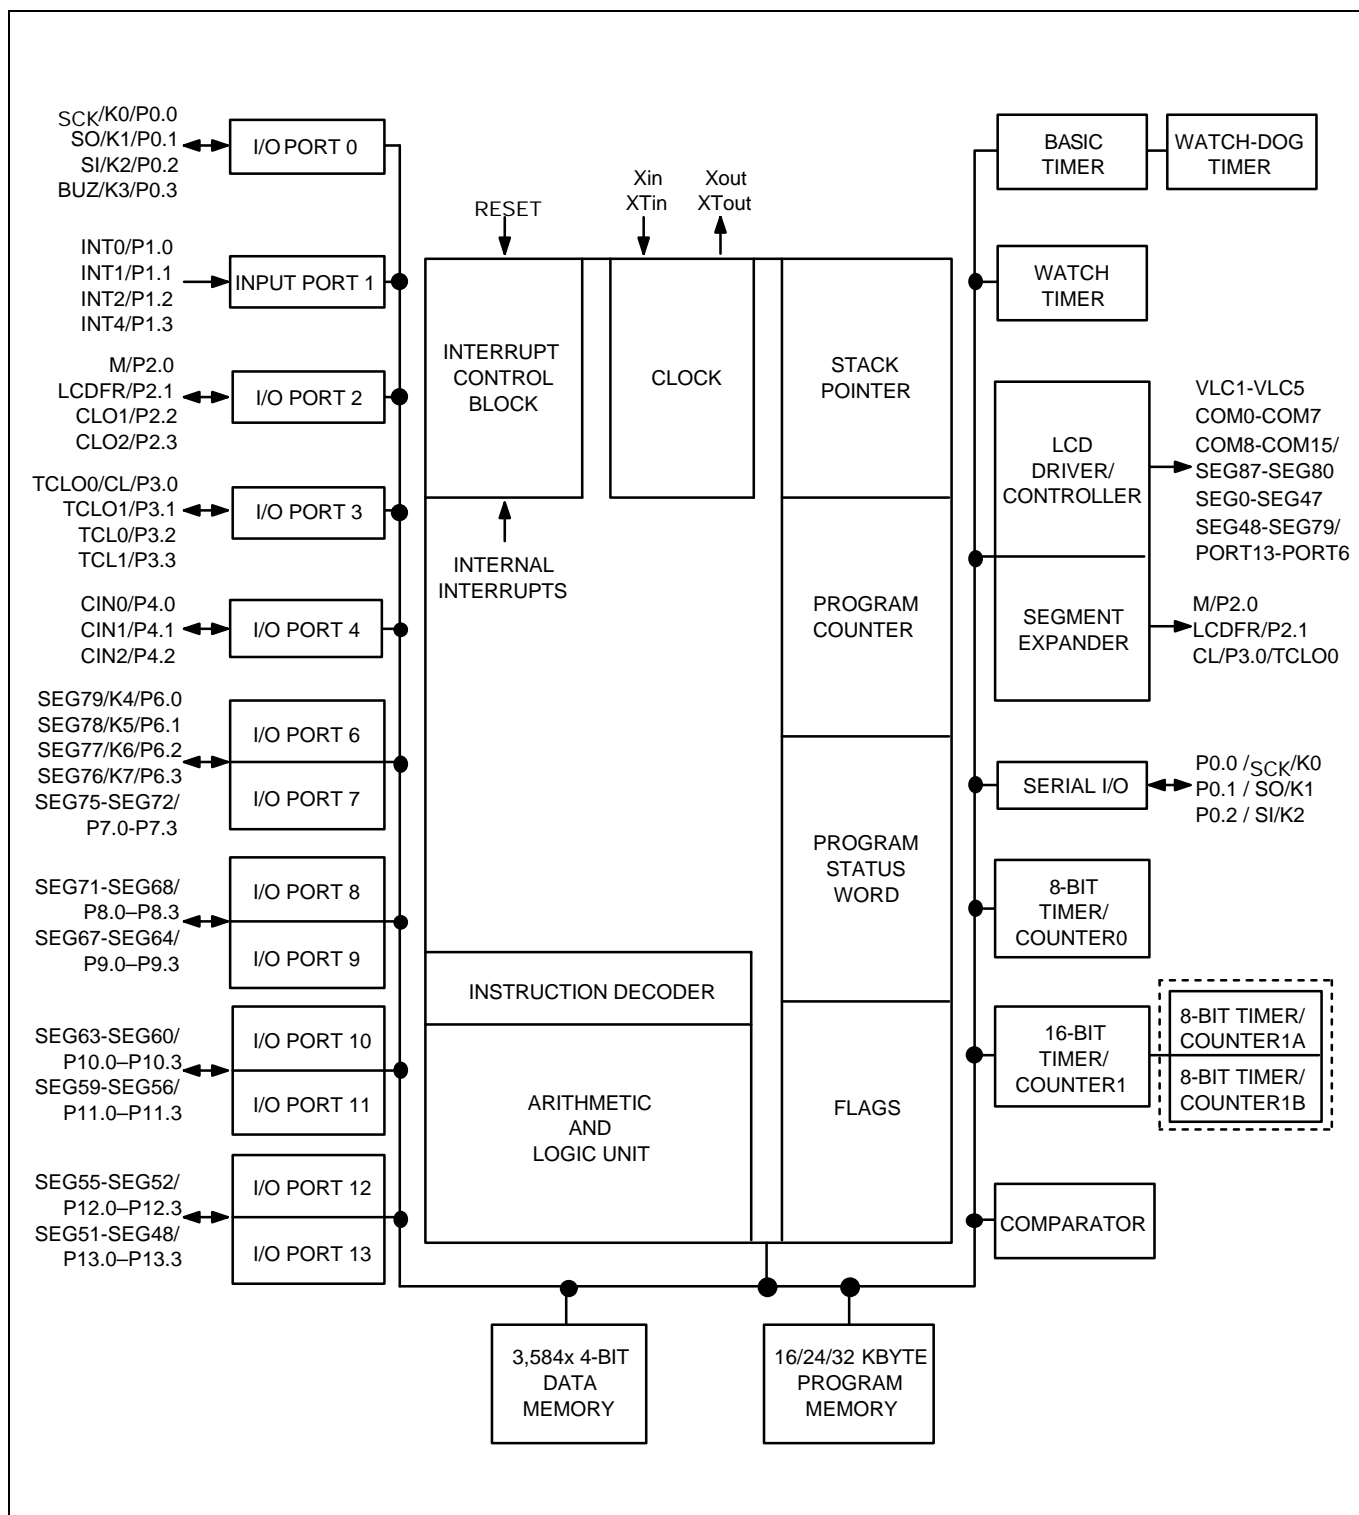 SCK/K0/P0.0
SO/K1/P0.1
SI/K2/P0.2
BUZ/K3/P0.3
I/O PORT 0
INT0/P1.0
INT1/P1.1
INT2/P1.2
INT4/P1.3
INPUT PORT 1
M/P2.0
LCDFR/P2.1
CLO1/P2.2
CLO2/P2.3
I/O PORT 2
TCLO0/CL/P3.0
TCLO1/P3.1
TCL0/P3.2
TCL1/P3.3
I/O PORT 3
CIN0/P4.0
CIN1/P4.1
CIN2/P4.2
I/O PORT 4
SEG79/K4/P6.0
SEG78/K5/P6.1
SEG77/K6/P6.2
SEG76/K7/P6.3
SEG75-SEG72/
P7.0-P7.3
I/O PORT 6
I/O PORT 7
SEG71-SEG68/
P8.0–P8.3
SEG67-SEG64/
P9.0–P9.3
I/O PORT 8
I/O PORT 9
SEG63-SEG60/
P10.0–P10.3
SEG59-SEG56/
P11.0–P11.3
I/O PORT 10
I/O PORT 11
SEG55-SEG52/
P12.0–P12.3
SEG51-SEG48/
P13.0–P13.3
I/O PORT 12
I/O PORT 13
RESET
Xin
XTin
Xout
XTout
INTERRUPT
CONTROL
BLOCK
CLOCK
STACK
POINTER
INTERNAL
INTERRUPTS
PROGRAM
COUNTER
PROGRAM
STATUS
WORD
INSTRUCTION DECODER
ARITHMETIC
AND
LOGIC UNIT
FLAGS
3,584x 4-BIT
DATA
MEMORY
16/24/32 KBYTE
PROGRAM
MEMORY
BASIC
TIMER
WATCH-DOG
TIMER
WATCH
TIMER
LCD
DRIVER/
CONTROLLER
VLC1-VLC5
COM0-COM7
COM8-COM15/
SEG87-SEG80
SEG0-SEG47
SEG48-SEG79/
PORT13-PORT6
SEGMENT
EXPANDER
M/P2.0
LCDFR/P2.1
CL/P3.0/TCLO0
SERIAL I/O
P0.0 /SCK/K0
P0.1 / SO/K1
P0.2 / SI/K2
8-BIT
TIMER/
COUNTER0
16-BIT
TIMER/
COUNTER1
8-BIT TIMER/
COUNTER1A
8-BIT TIMER/
COUNTER1B
COMPARATOR